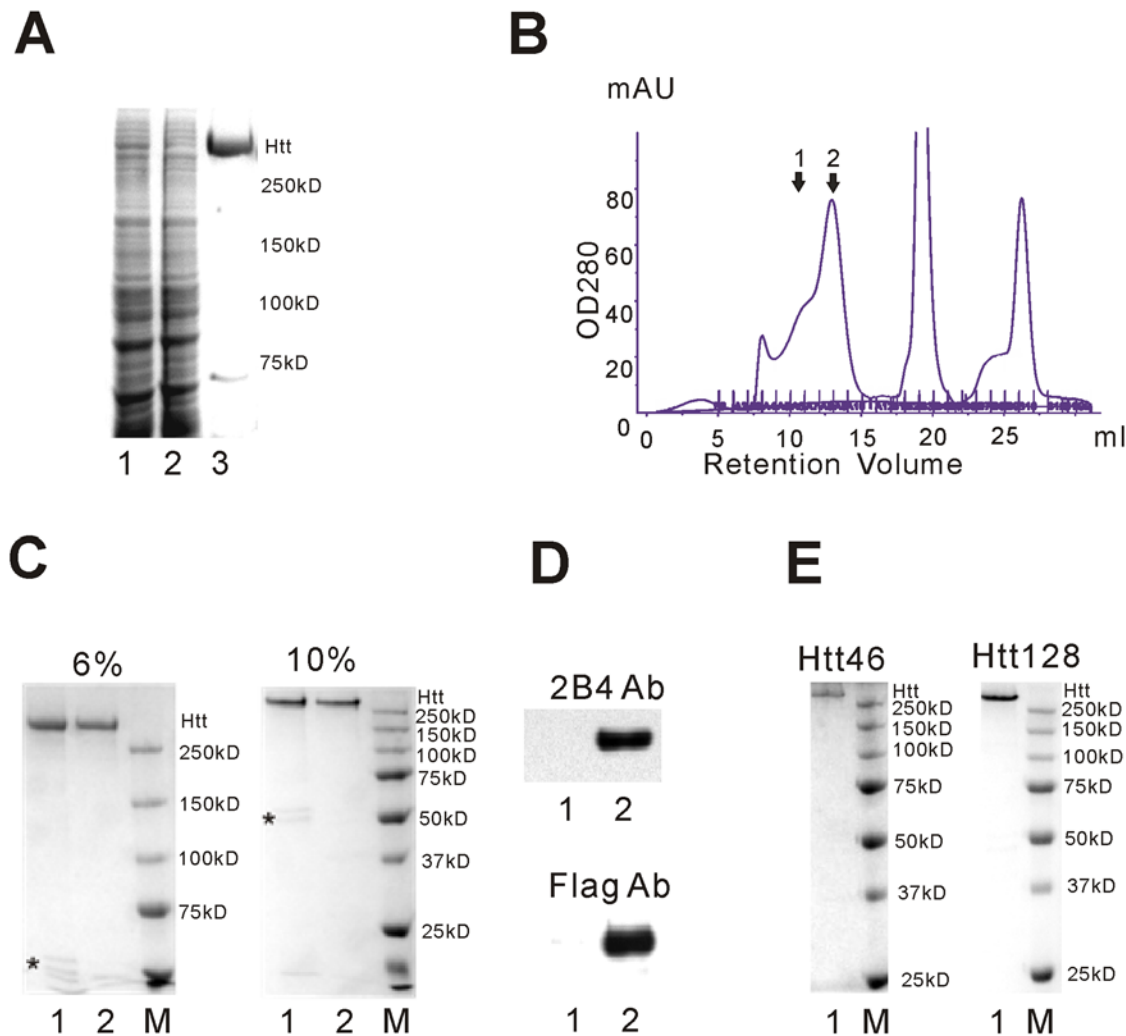 A
Htt
250kD
150kD
100kD
75kD
1 2 3
B
mAU
1 2
80
60
40
20
0
OD280
0 5 10 15 20 25 ml
Retention Volume
C
6%
Htt
250kD
150kD
100kD
75kD
*
1 2 M
10%
Htt
250kD
150kD
100kD
75kD
50kD
37kD
25kD
*
1 2 M
D
2B4 Ab
1 2
Flag Ab
1 2
E
Htt46
Htt
250kD
150kD
100kD
75kD
50kD
37kD
25kD
1 M
Htt128
Htt
250kD
150kD
100kD
75kD
50kD
37kD
25kD
1 M